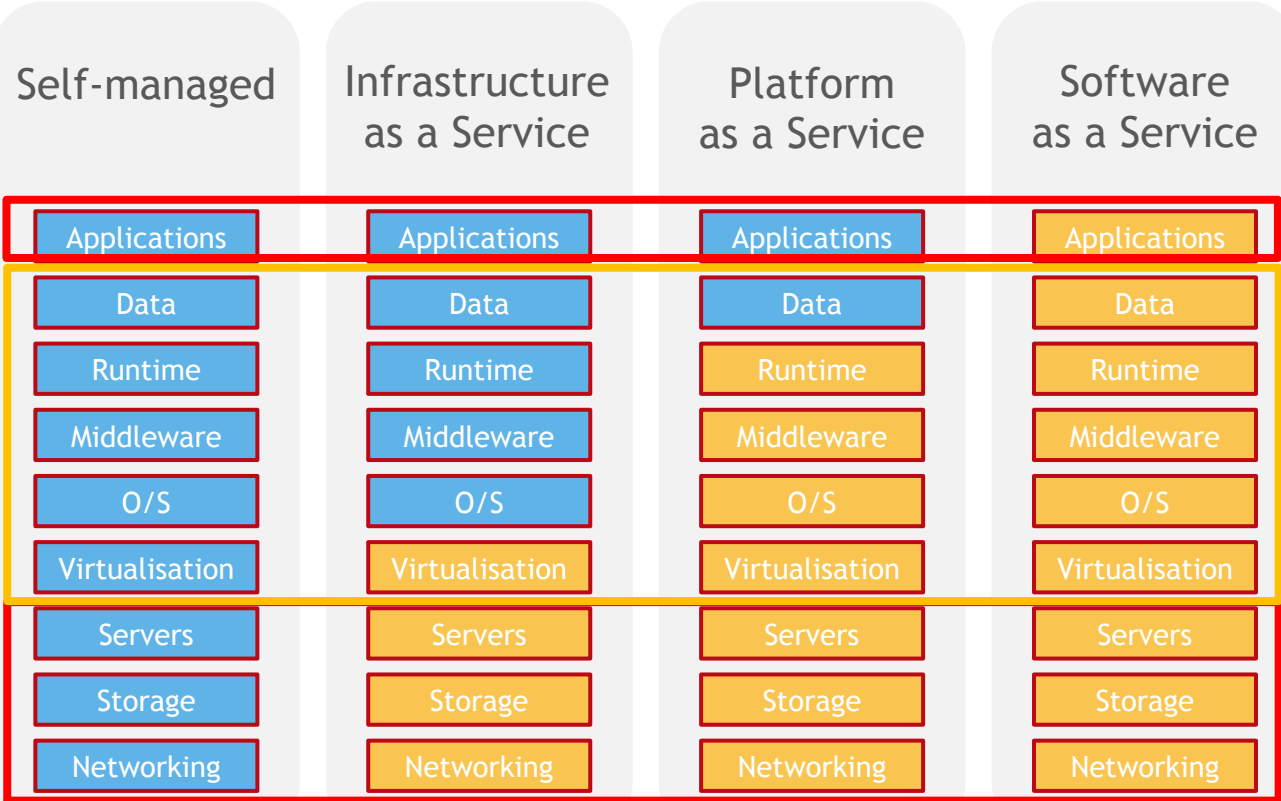 Self-managed
Infrastructure
as a Service
Platform
as a Service
Software
as a Service
Applications
Applications
Applications
Applications
Data
Data
Data
Data
Runtime
Runtime
Runtime
Runtime
Middleware
Middleware
Middleware
Middleware
O/S
O/S
O/S
O/S
Virtualisation
Virtualisation
Virtualisation
Virtualisation
Servers
Servers
Servers
Servers
Storage
Storage
Storage
Storage
Networking
Networking
Networking
Networking